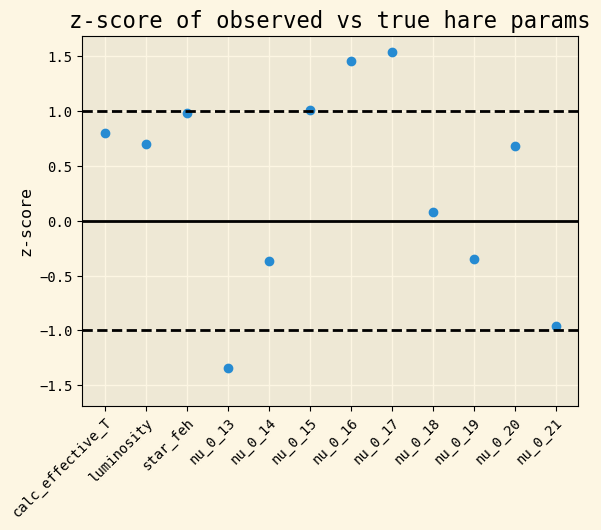 z-score of observed vs true hare params
z-score
1.5
1.0
0.5
0.0
−0.5
−1.0
−1.5
calc_effective_T
luminosity
star_feh
nu_0_13
nu_0_14
nu_0_15
nu_0_16
nu_0_17
nu_0_18
nu_0_19
nu_0_20
nu_0_21